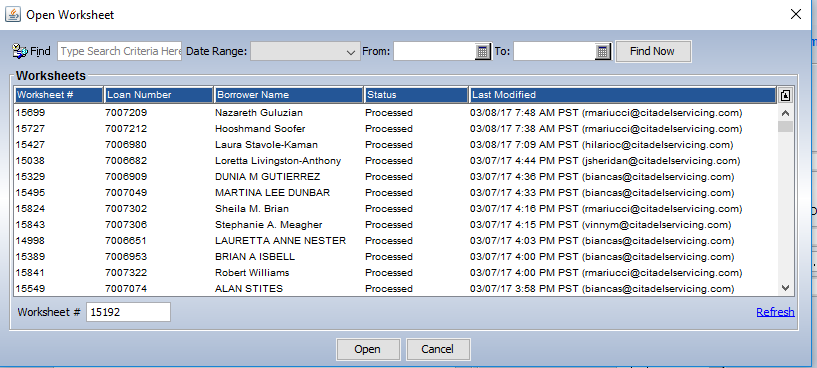 Open Worksheet
Find Type Search Criteria Here Date Range: From: To: Find Now
Worksheets
Worksheet # Loan Number Borrower Name Status Last Modified
15699 7007209 Nazareth Guluzian Processed 03/08/17 7:48 AM PST (rmariucci@citadelservicing.com)
15727 7007212 Hooshmand Soofer Processed 03/08/17 7:38 AM PST (rmariucci@citadelservicing.com)
15427 7006980 Laura Stavole-Kaman Processed 03/08/17 7:09 AM PST (hilarioc@citadelservicing.com)
15038 7006682 Loretta Livingston-Anthony Processed 03/07/17 4:44 PM PST (jsheridan@citadelservicing.com)
15329 7006909 DUNIA M GUTIERREZ Processed 03/07/17 4:36 PM PST (biancas@citadelservicing.com)
15495 7007049 MARTINA LEE DUNBAR Processed 03/07/17 4:33 PM PST (biancas@citadelservicing.com)
15824 7007302 Sheila M. Brian Processed 03/07/17 4:16 PM PST (rmariucci@citadelservicing.com)
15843 7007306 Stephanie A. Meagher Processed 03/07/17 4:15 PM PST (vinnym@citadelservicing.com)
14998 7006651 LAURETTA ANNE NESTER Processed 03/07/17 4:03 PM PST (biancas@citadelservicing.com)
15389 7006953 BRIAN A ISBELL Processed 03/07/17 4:00 PM PST (biancas@citadelservicing.com)
15841 7007322 Robert Williams Processed 03/07/17 4:00 PM PST (rmariucci@citadelservicing.com)
15549 7007074 ALAN STITES Processed 03/07/17 3:58 PM PST (biancas@citadelservicing.com)
Worksheet # 15192 Refresh
Open Cancel